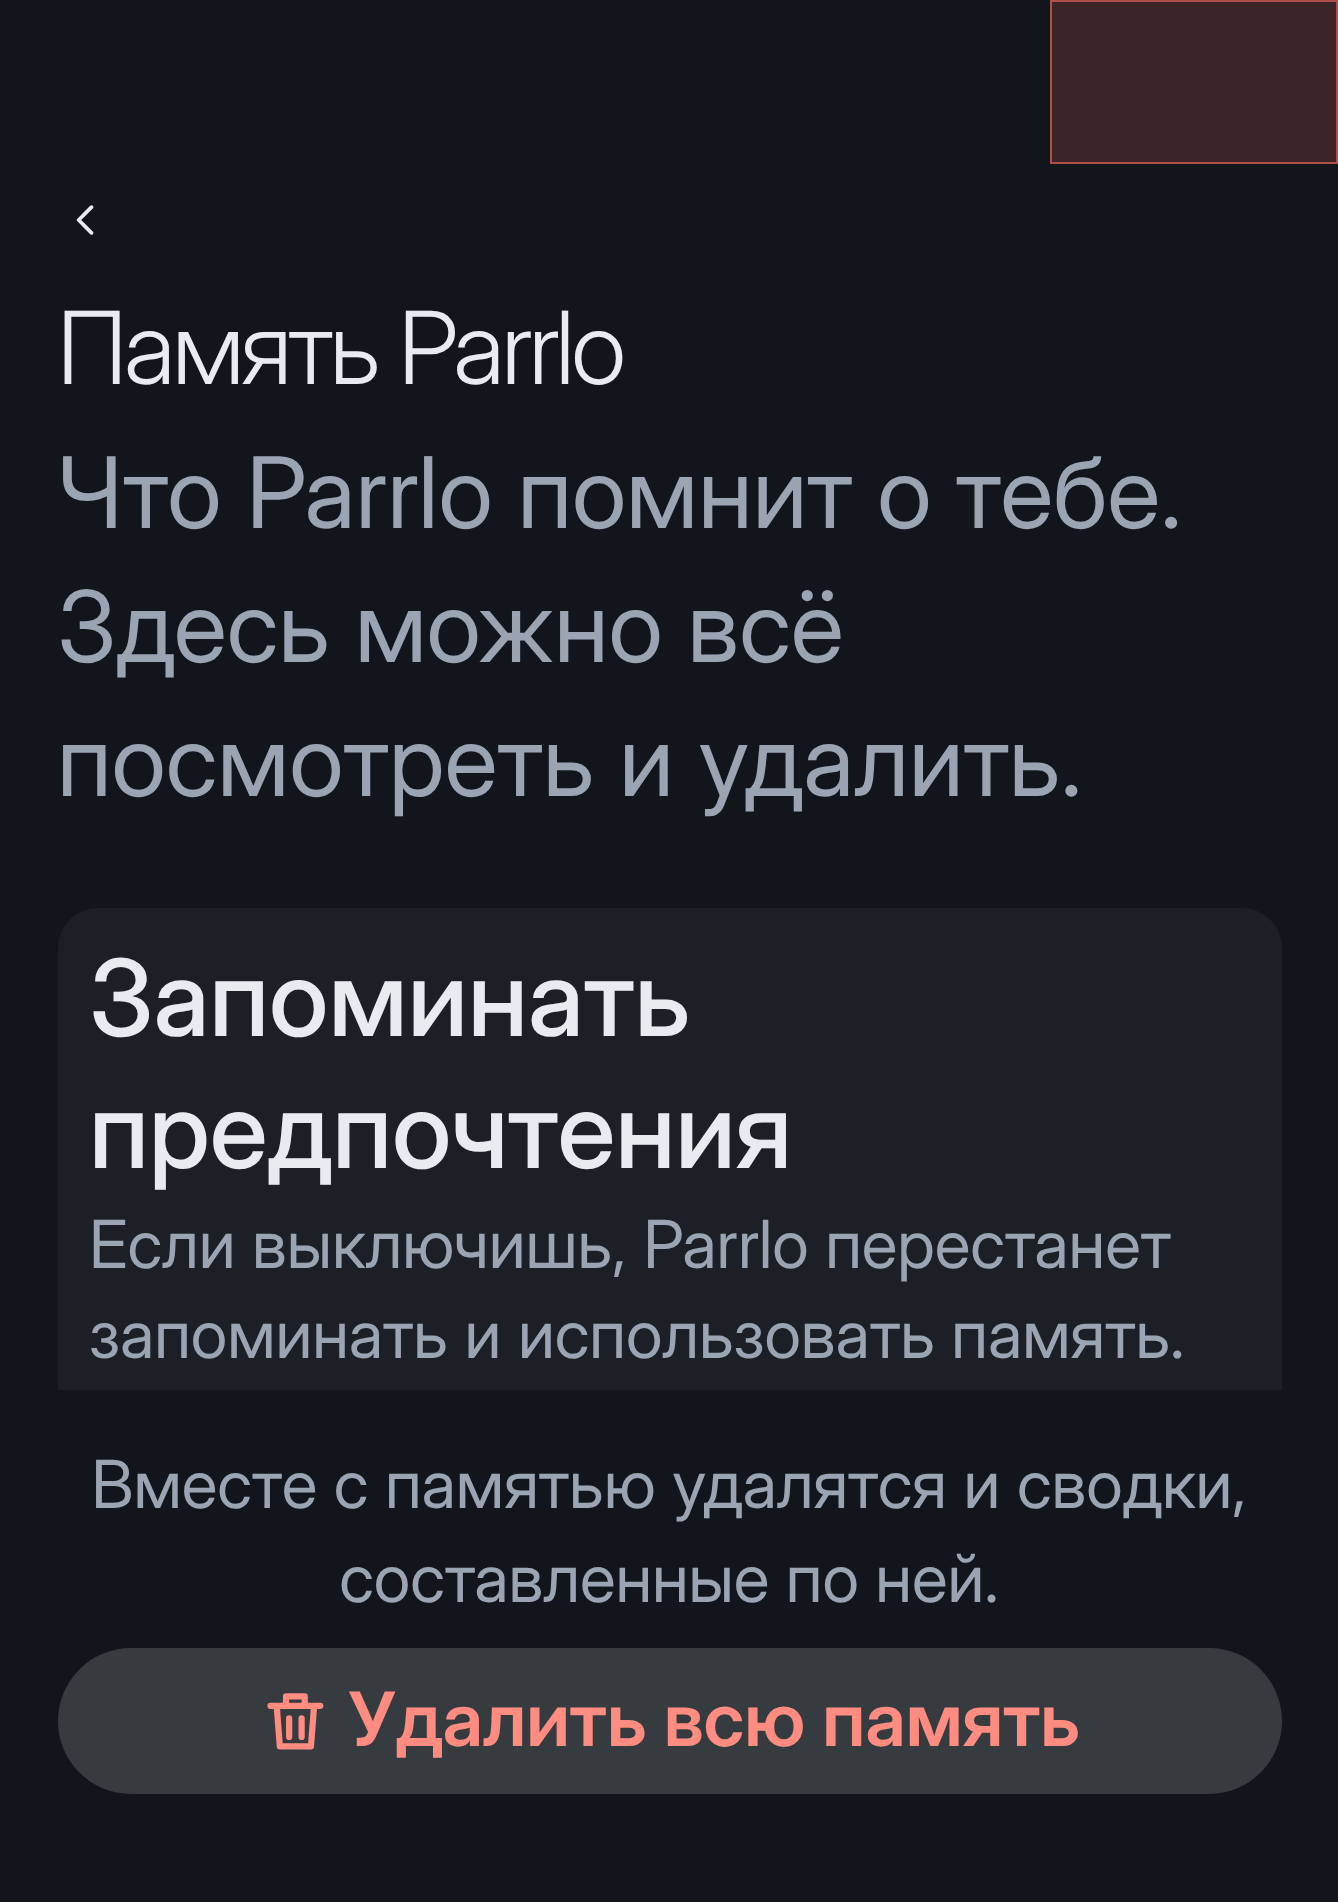 Память Parrlo
Что Parrlo помнит о тебе.
Здесь можно всё
посмотреть и удалить.
Запоминать
предпочтения
Если выключишь, Parrlo перестанет
запоминать и использовать память.
Вместе с памятью удалятся и сводки,
составленные по ней.
Удалить всю память